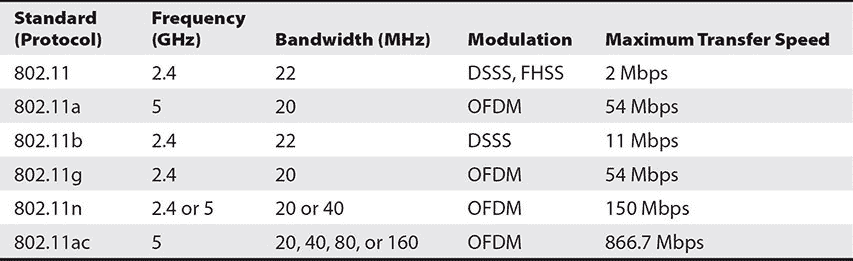 Standard (Protocol) Frequency (GHz) Bandwidth (MHz) Modulation Maximum Transfer Speed
802.11 2.4 22 DSSS, FHSS 2 Mbps
802.11a 5 20 OFDM 54 Mbps
802.11b 2.4 22 DSSS 11 Mbps
802.11g 2.4 20 OFDM 54 Mbps
802.11n 2.4 or 5 20 or 40 OFDM 150 Mbps
802.11ac 5 20, 40, 80, or 160 OFDM 866.7 Mbps